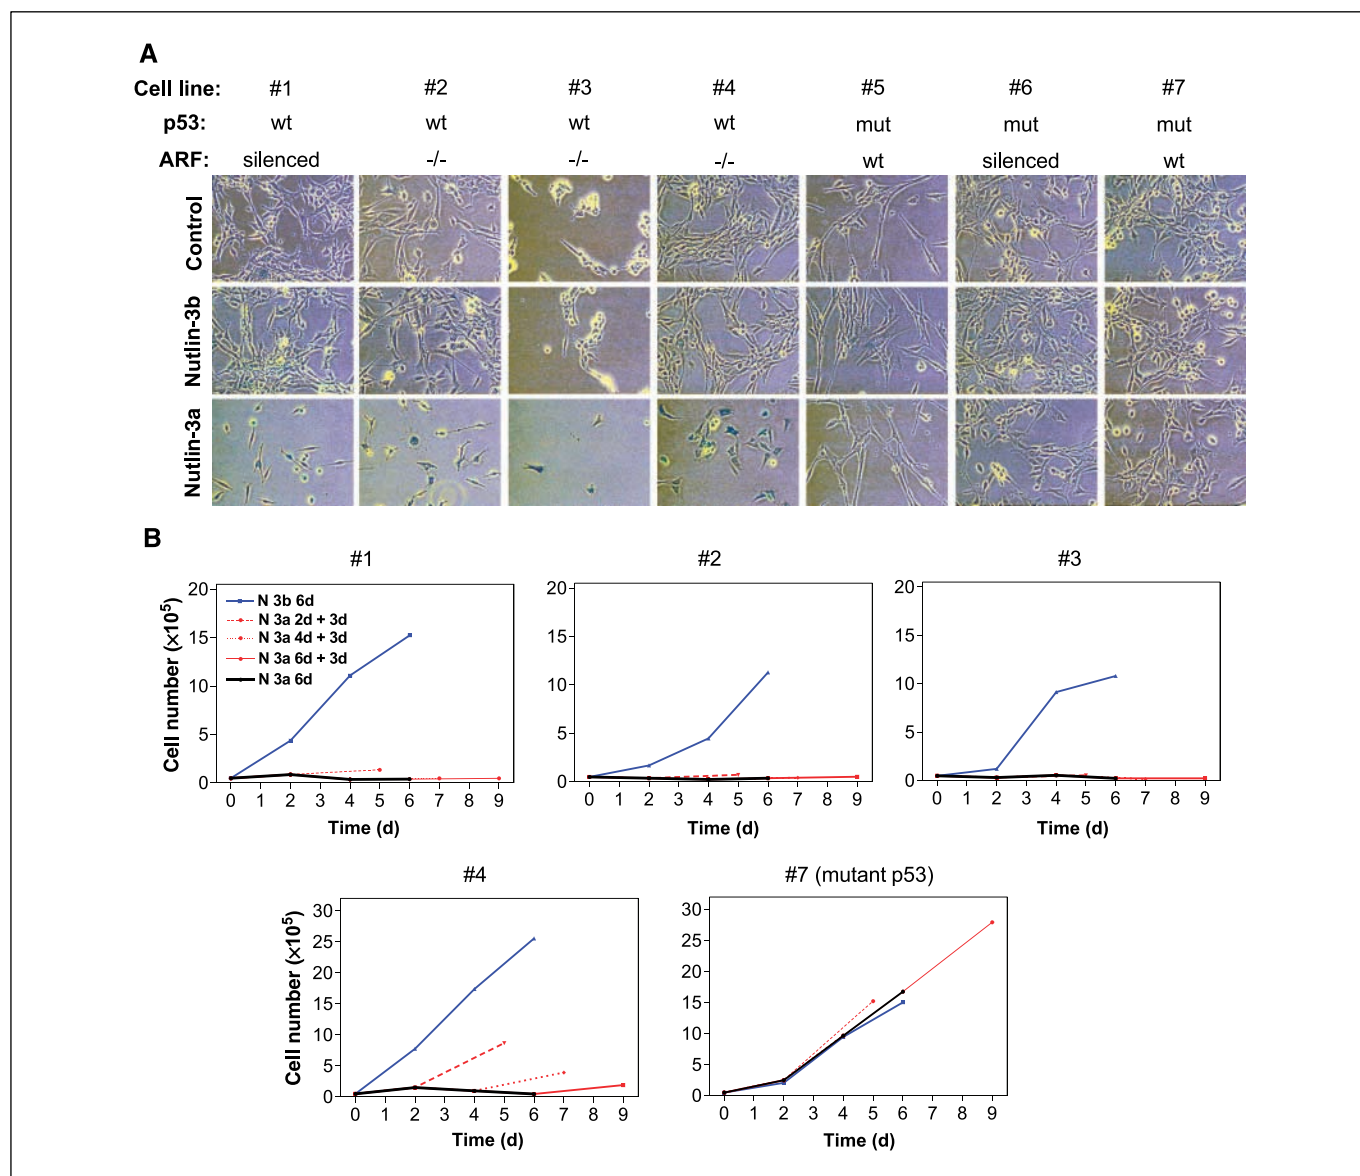 A
Cell line: #1 #2 #3 #4 #5 #6 #7
p53: wt wt wt wt mut mut mut
ARF: silenced -/- -/- -/- wt silenced wt
Control
Nutlin-3b
Nutlin-3a
B
#1
20
15
10
5
0
Cell number (×10⁵)
N 3b 6d
N 3a 2d + 3d
N 3a 4d + 3d
N 3a 6d + 3d
N 3a 6d
0 1 2 3 4 5 6 7 8 9
Time (d)
#2
20
15
10
5
0
0 1 2 3 4 5 6 7 8 9
Time (d)
#3
20
15
10
5
0
0 1 2 3 4 5 6 7 8 9
Time (d)
#4
30
25
20
15
10
5
0
Cell number (×10⁵)
0 1 2 3 4 5 6 7 8 9
Time (d)
#7 (mutant p53)
30
25
20
15
10
5
0
0 1 2 3 4 5 6 7 8 9
Time (d)